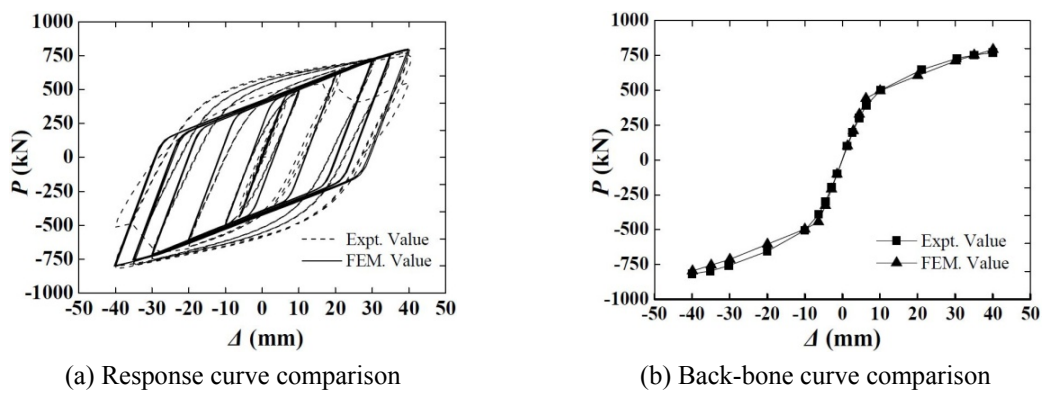 1000
750
500
250
0
-250
-500
-750
-1000
P (kN)
-50 -40 -30 -20 -10 0 10 20 30 40 50
Δ (mm)
Expt. Value
FEM. Value
(a) Response curve comparison
1000
750
500
250
0
-250
-500
-750
-1000
P (kN)
-50 -40 -30 -20 -10 0 10 20 30 40 50
Δ (mm)
Expt. Value
FEM. Value
(b) Back-bone curve comparison